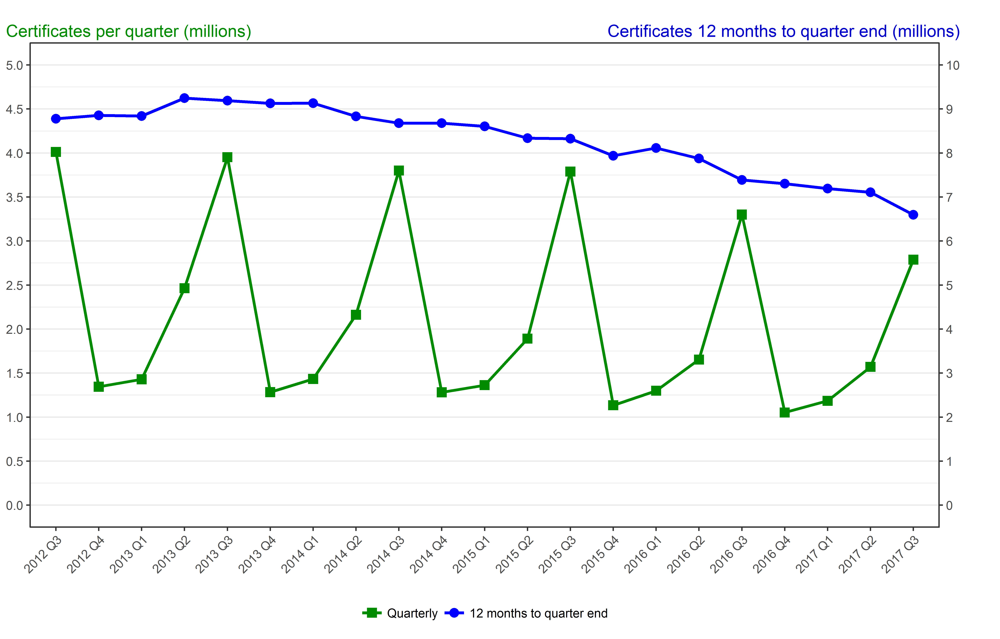 Certificates per quarter (millions)
Certificates 12 months to quarter end (millions)
5.0
4.5
4.0
3.5
3.0
2.5
2.0
1.5
1.0
0.5
0.0
10
9
8
7
6
5
4
3
2
1
0
2012 Q3
2012 Q4
2013 Q1
2013 Q2
2013 Q3
2013 Q4
2014 Q1
2014 Q2
2014 Q3
2014 Q4
2015 Q1
2015 Q2
2015 Q3
2015 Q4
2016 Q1
2016 Q2
2016 Q3
2016 Q4
2017 Q1
2017 Q2
2017 Q3
Quarterly
12 months to quarter end